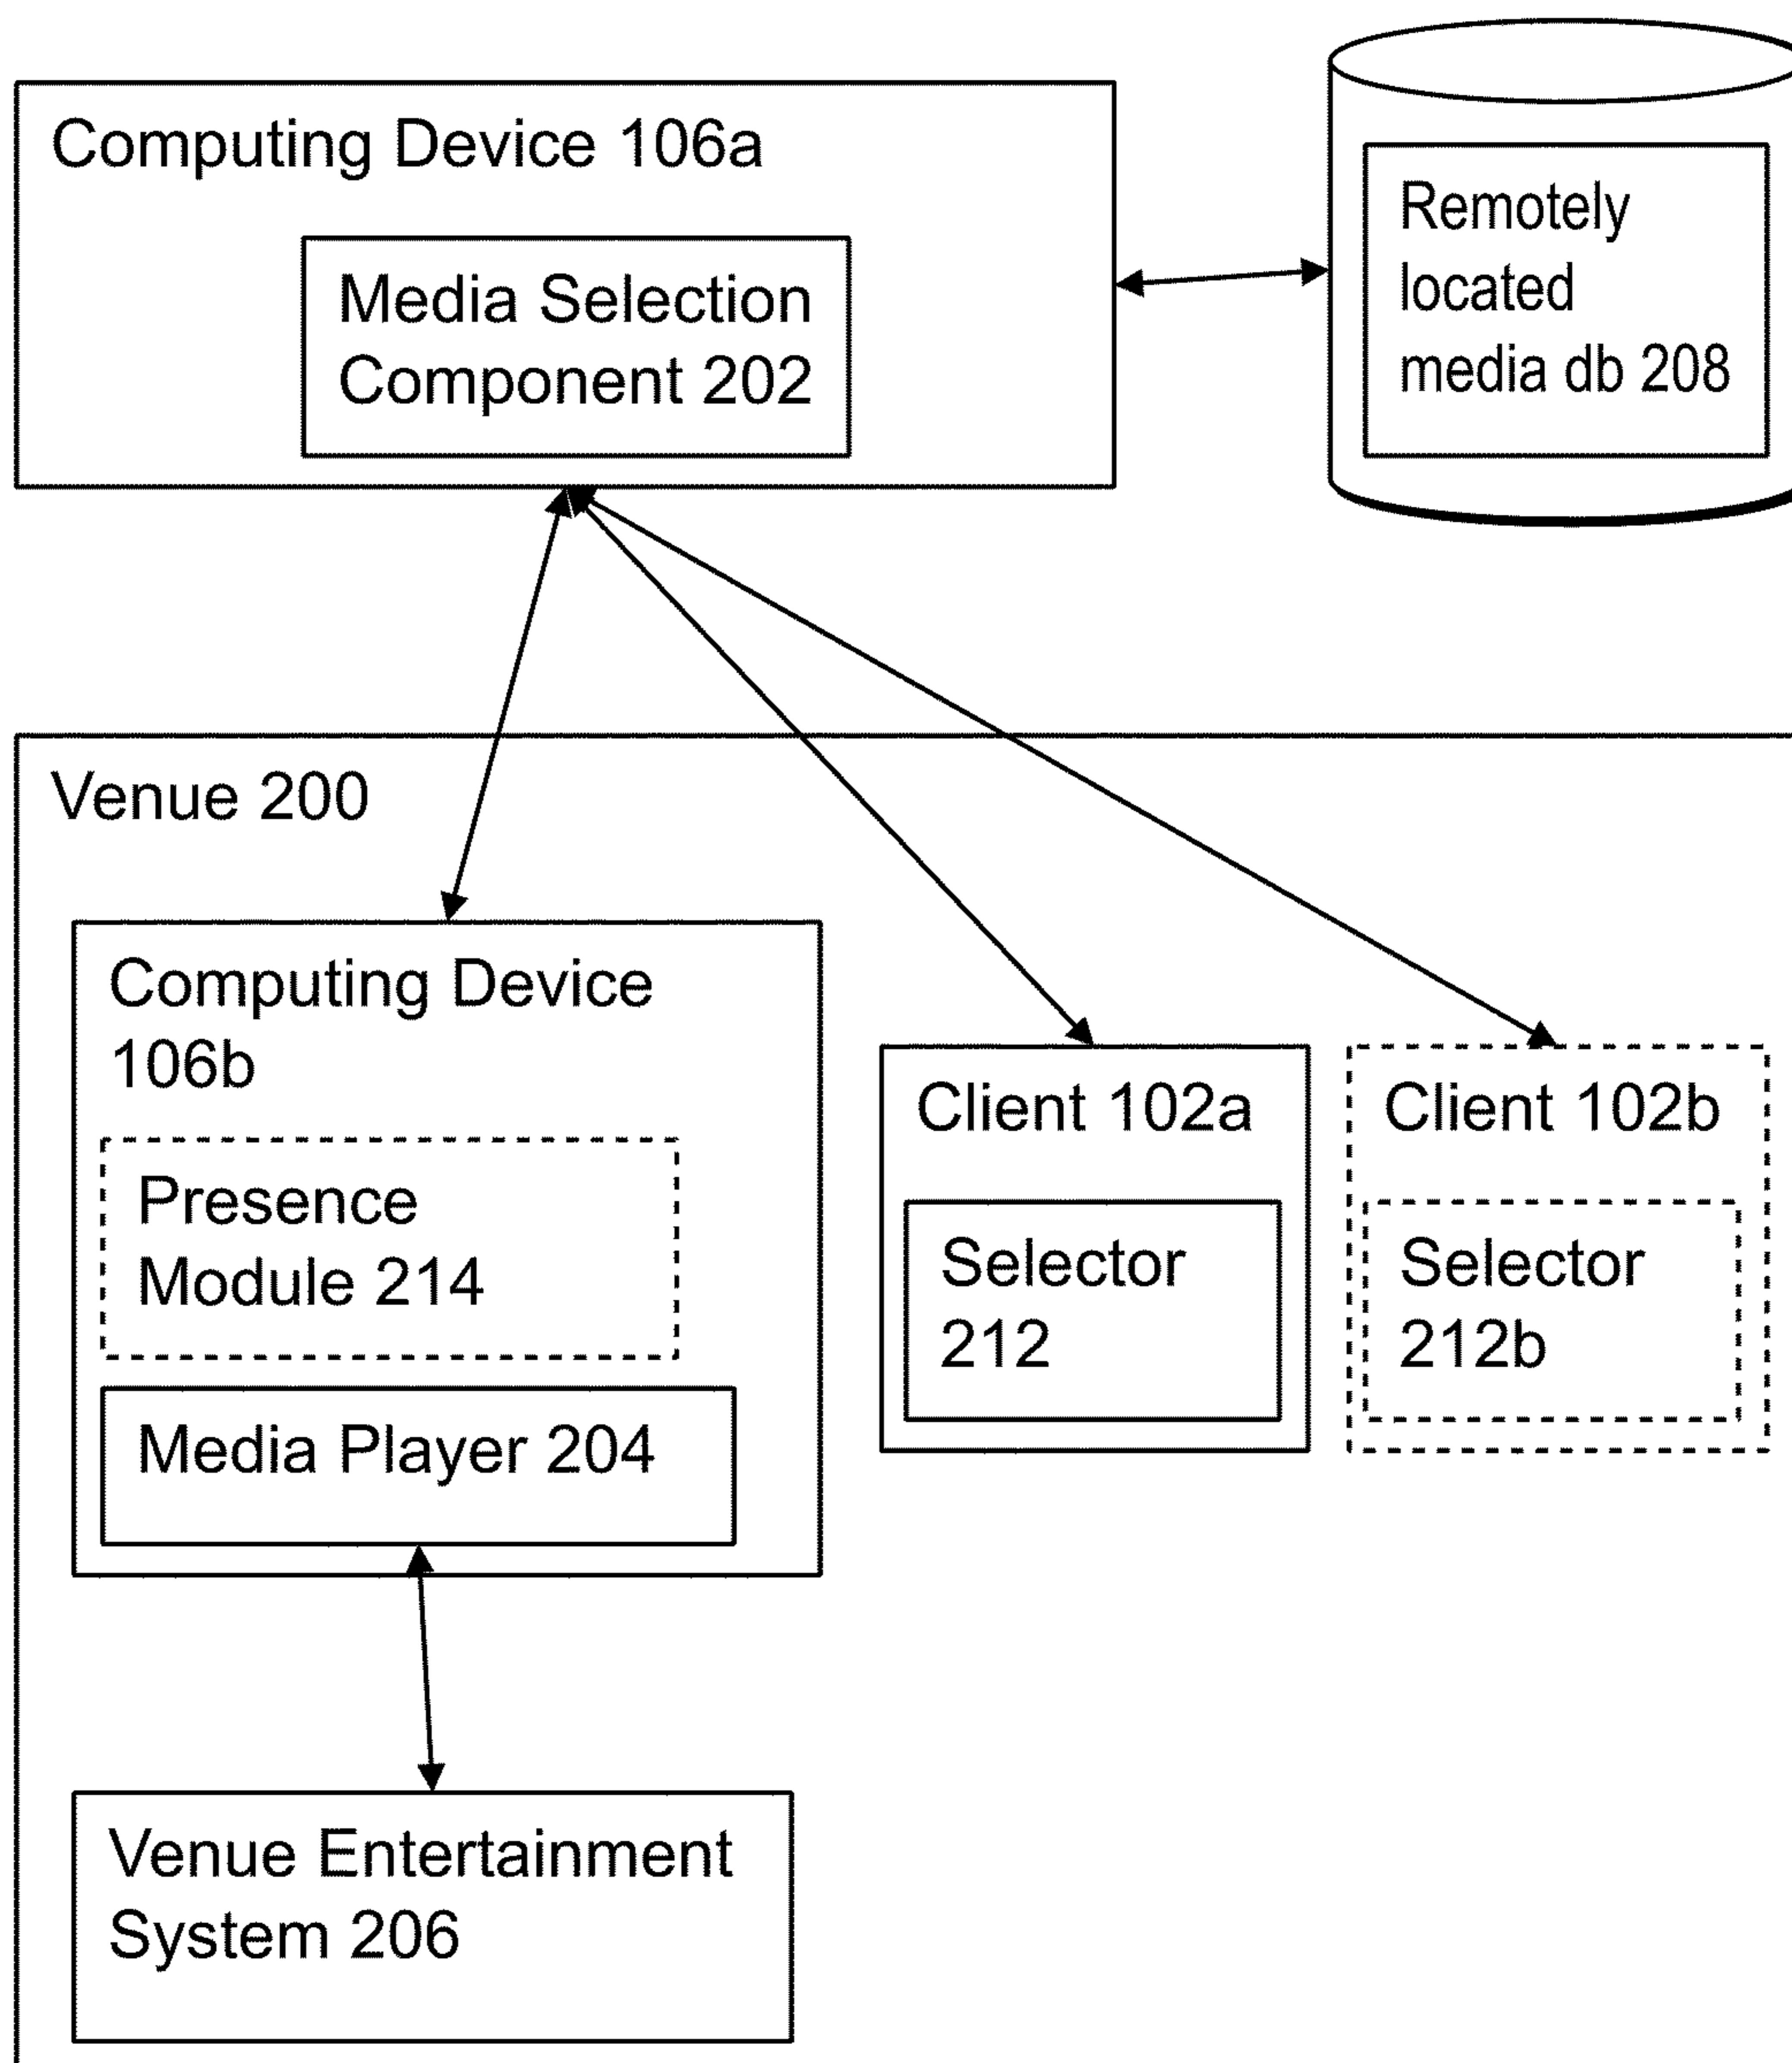 Computing Device 106a
Media Selection
Component 202
Remotely
located
media db 208
Venue 200
Computing Device
106b
Presence
Module 214
Media Player 204
Client 102a
Selector
212
Client 102b
Selector
212b
Venue Entertainment
System 206